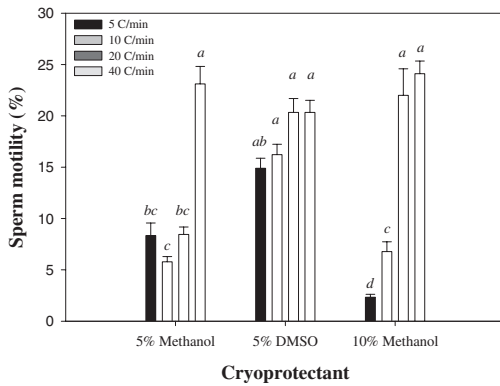 30
25
20
15
10
5
0
Sperm motility (%)
5 C/min
10 C/min
20 C/min
40 C/min
bc
c
bc
a
ab
a
a
a
d
c
a
a
5% Methanol
5% DMSO
10% Methanol
Cryoprotectant